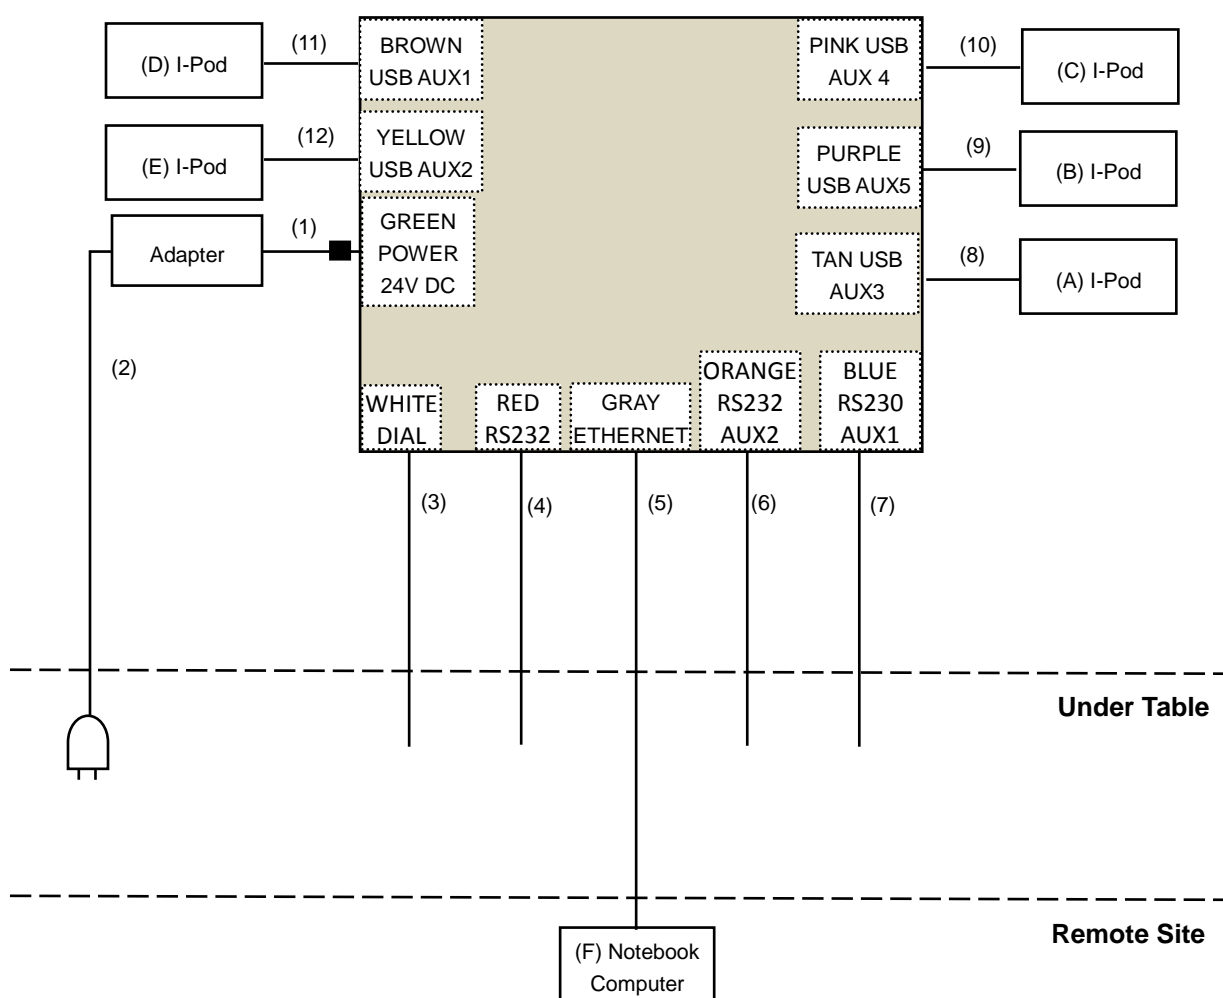 (D) I-Pod
(11)
BROWN
USB AUX1
PINK USB
AUX 4
(10)
(C) I-Pod
(E) I-Pod
(12)
YELLOW
USB AUX2
PURPLE
USB AUX5
(9)
(B) I-Pod
Adapter
(1)
GREEN
POWER
24V DC
TAN USB
AUX3
(8)
(A) I-Pod
(2)
WHITE
DIAL
RED
RS232
GRAY
ETHERNET
ORANGE
RS232
AUX2
BLUE
RS230
AUX1
(3)
(4)
(5)
(6)
(7)
Under Table
Remote Site
(F) Notebook
Computer